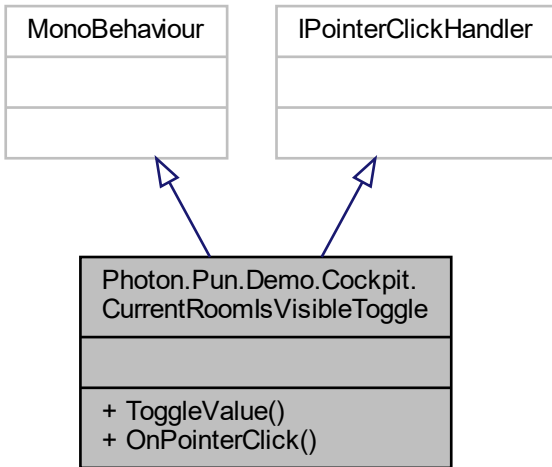 MonoBehaviour
IPointerClickHandler
Photon.Pun.Demo.Cockpit.
CurrentRoomIsVisibleToggle
+ ToggleValue()
+ OnPointerClick()